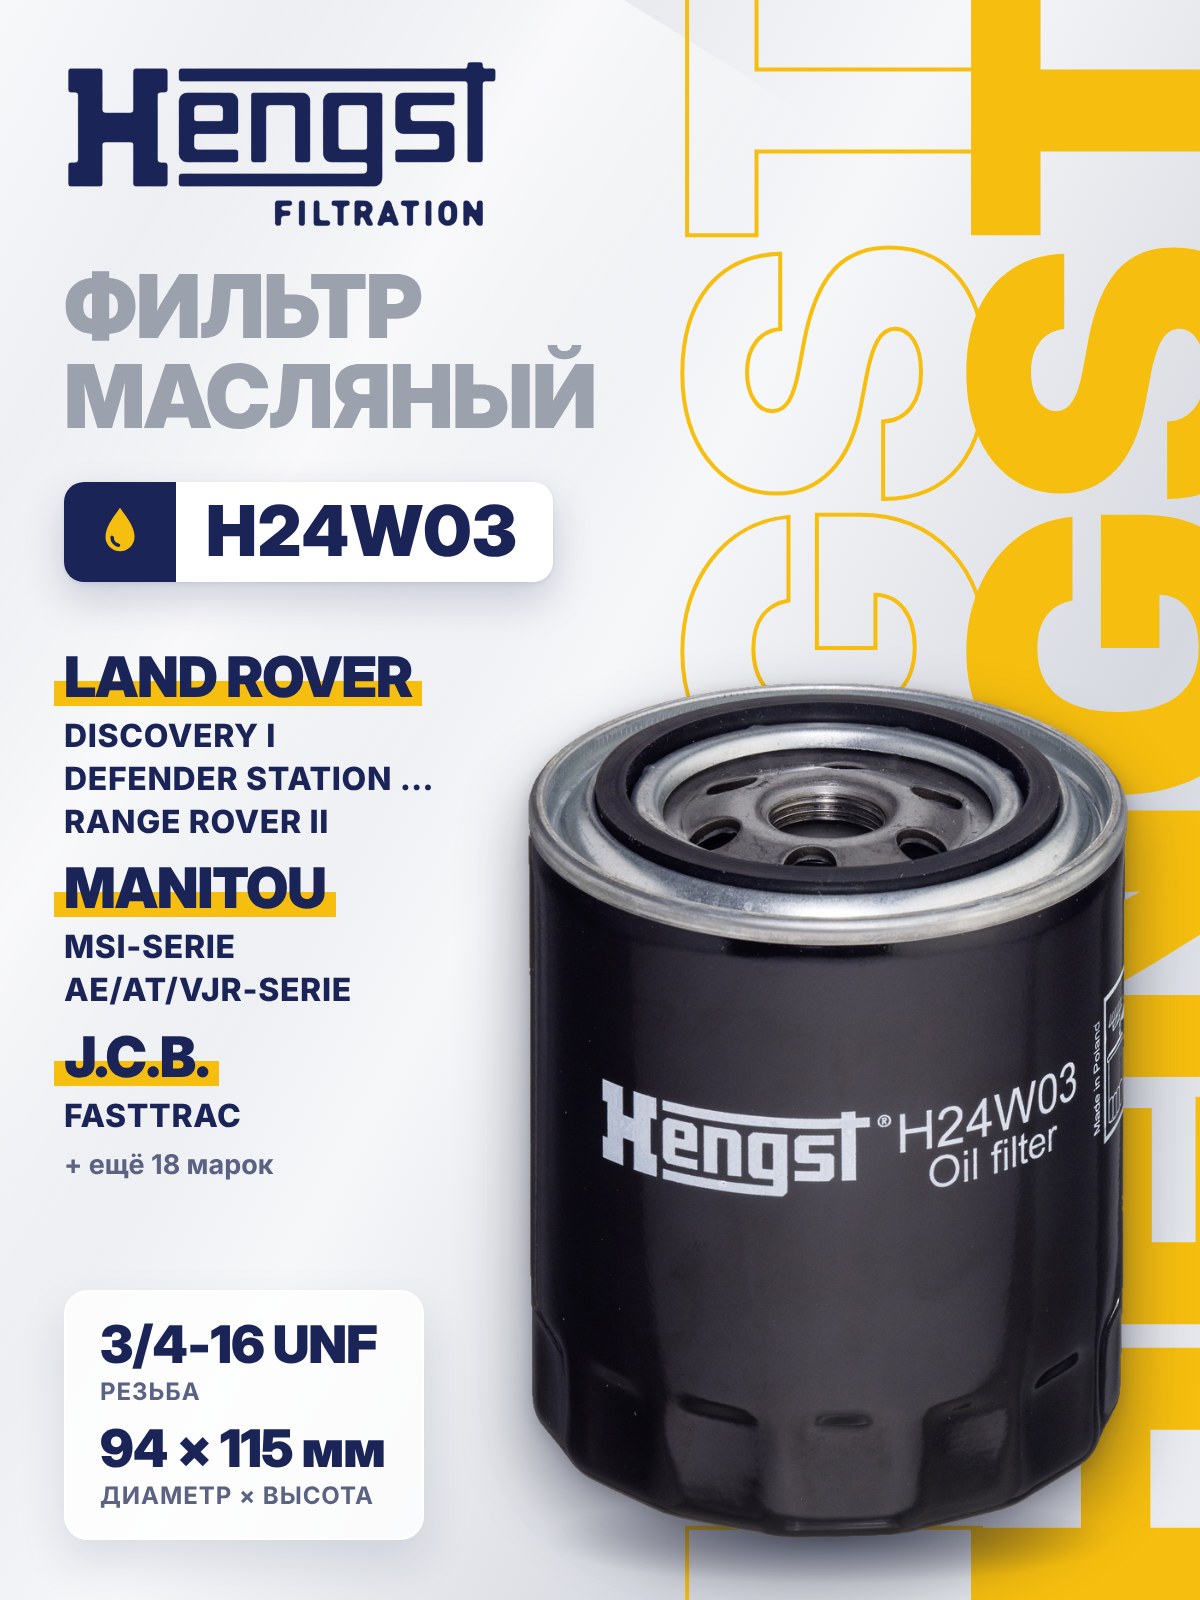 Hengst
FILTRATION
ФИЛЬТР
МАСЛЯНЫЙ
H24W03
LAND ROVER
DISCOVERY I
DEFENDER STATION ...
RANGE ROVER II
MANITOU
MSI-SERIE
AE/AT/VJR-SERIE
J.C.B.
FASTTRAC
+ ещё 18 марок
3/4-16 UNF
РЕЗЬБА
94 × 115 мм
ДИАМЕТР × ВЫСОТА
Hengst® H24W03
Oil filter
Made in Poland
HENGST
GST